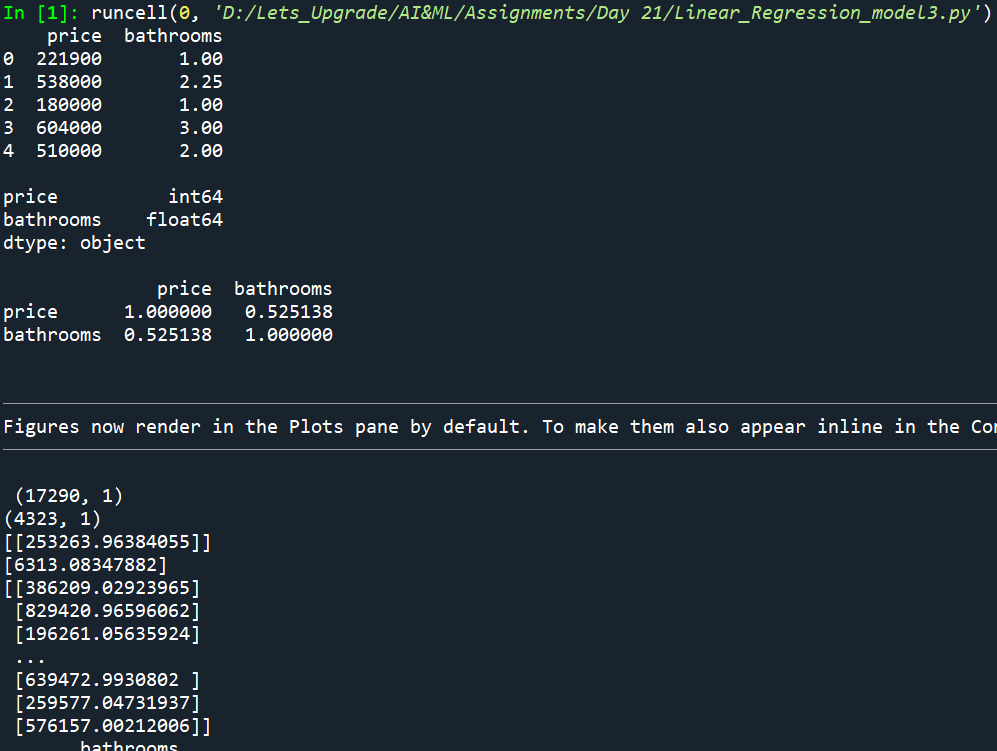 In [1]: runcell(0, 'D:/Lets_Upgrade/AI&ML/Assignments/Day 21/Linear_Regression_model3.py')
    price  bathrooms
0  221900       1.00
1  538000       2.25
2  180000       1.00
3  604000       3.00
4  510000       2.00
price          int64
bathrooms    float64
dtype: object
              price  bathrooms
price      1.000000   0.525138
bathrooms  0.525138   1.000000
Figures now render in the Plots pane by default. To make them also appear inline in the Con
 (17290, 1)
(4323, 1)
[[253263.96384055]]
[6313.08347882]
[[386209.02923965]
 [829420.96596062]
 [196261.05635924]
 ...
 [639472.9930802 ]
 [259577.04731937]
 [576157.00212006]]
       bathrooms